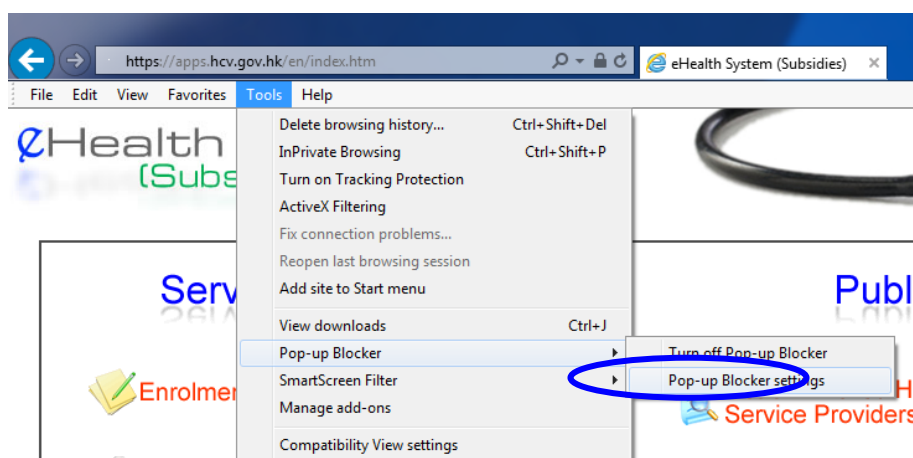 https://apps.hcv.gov.hk/en/index.htm
eHealth System (Subsidies)
File Edit View Favorites Tools Help
eHealth
(Subs
Delete browsing history... Ctrl+Shift+Del
InPrivate Browsing Ctrl+Shift+P
Turn on Tracking Protection
ActiveX Filtering
Fix connection problems...
Reopen last browsing session
Add site to Start menu
View downloads Ctrl+J
Pop-up Blocker
SmartScreen Filter
Manage add-ons
Compatibility View settings
Turn off Pop-up Blocker
Pop-up Blocker settings
Serv
Enrolmen
Publ
H
Service Providers